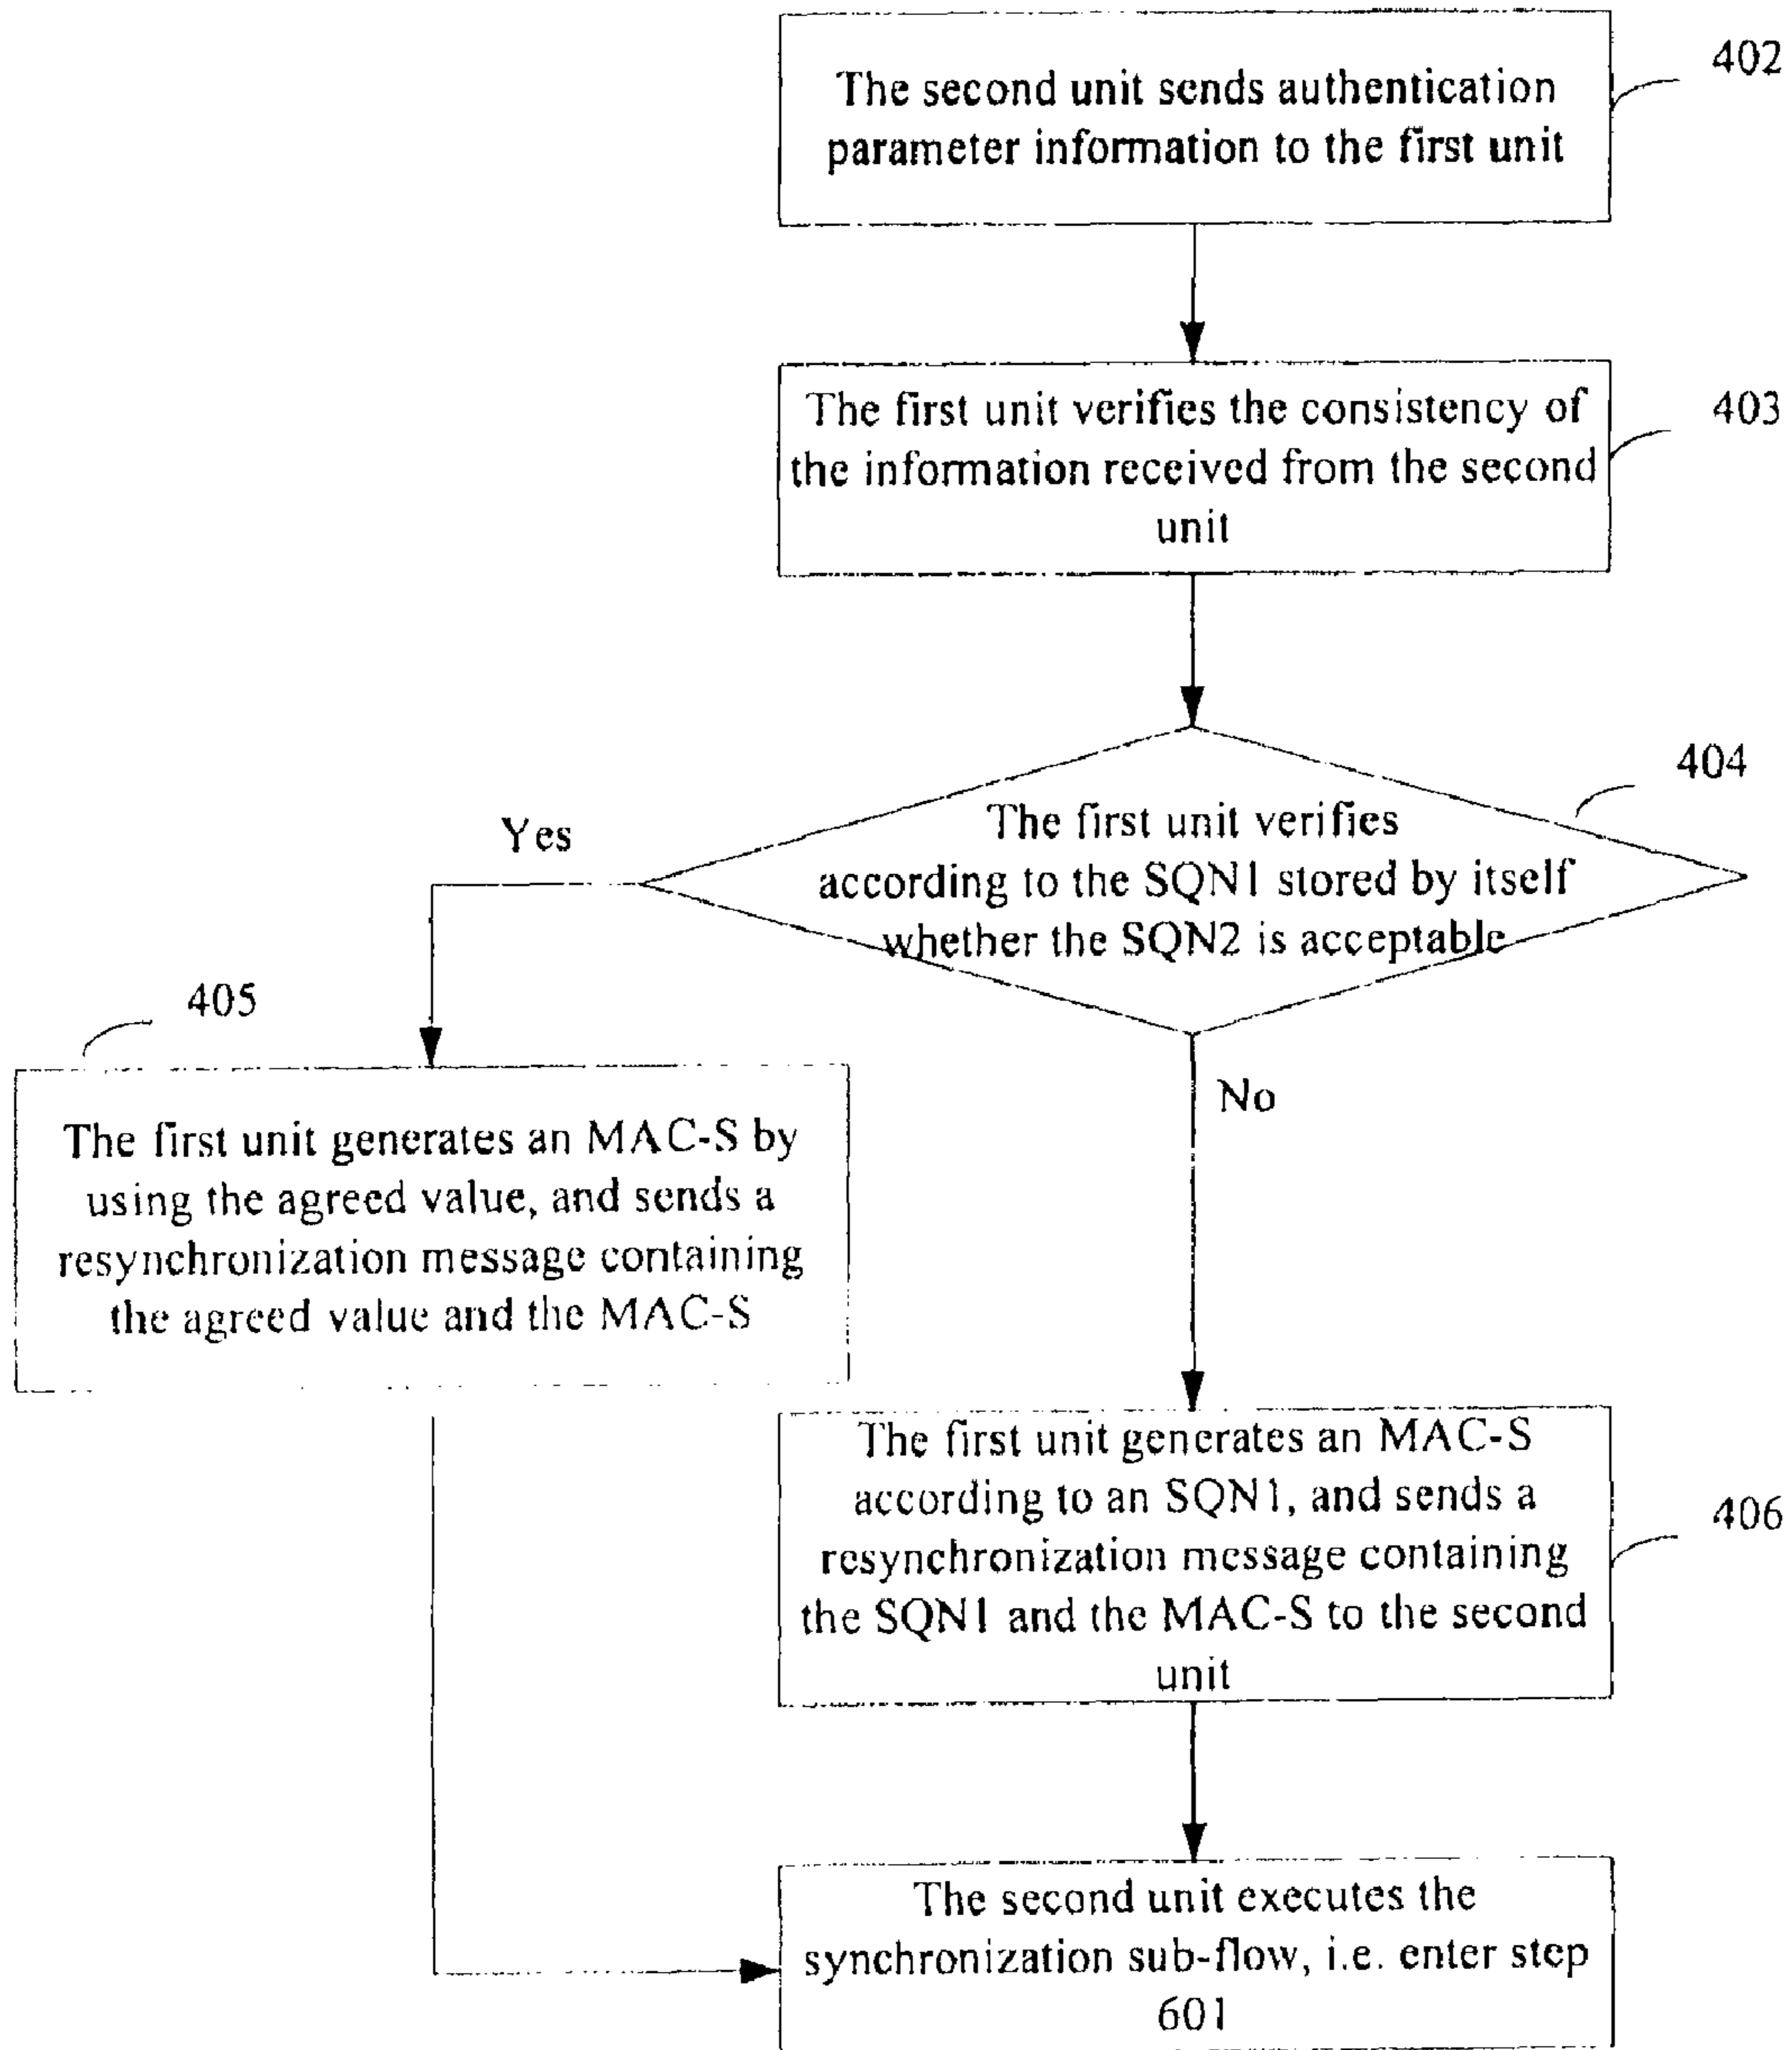 402
The second unit sends authentication
parameter information to the first unit
403
The first unit verifies the consistency of
the information received from the second
unit
404
Yes
The first unit verifies
according to the SQN1 stored by itself
whether the SQN2 is acceptable
405
No
The first unit generates an MAC-S by
using the agreed value, and sends a
resynchronization message containing
the agreed value and the MAC-S
The first unit generates an MAC-S
according to an SQN1, and sends a
resynchronization message containing
the SQN1 and the MAC-S to the second
unit
406
The second unit executes the
synchronization sub-flow, i.e. enter step
601